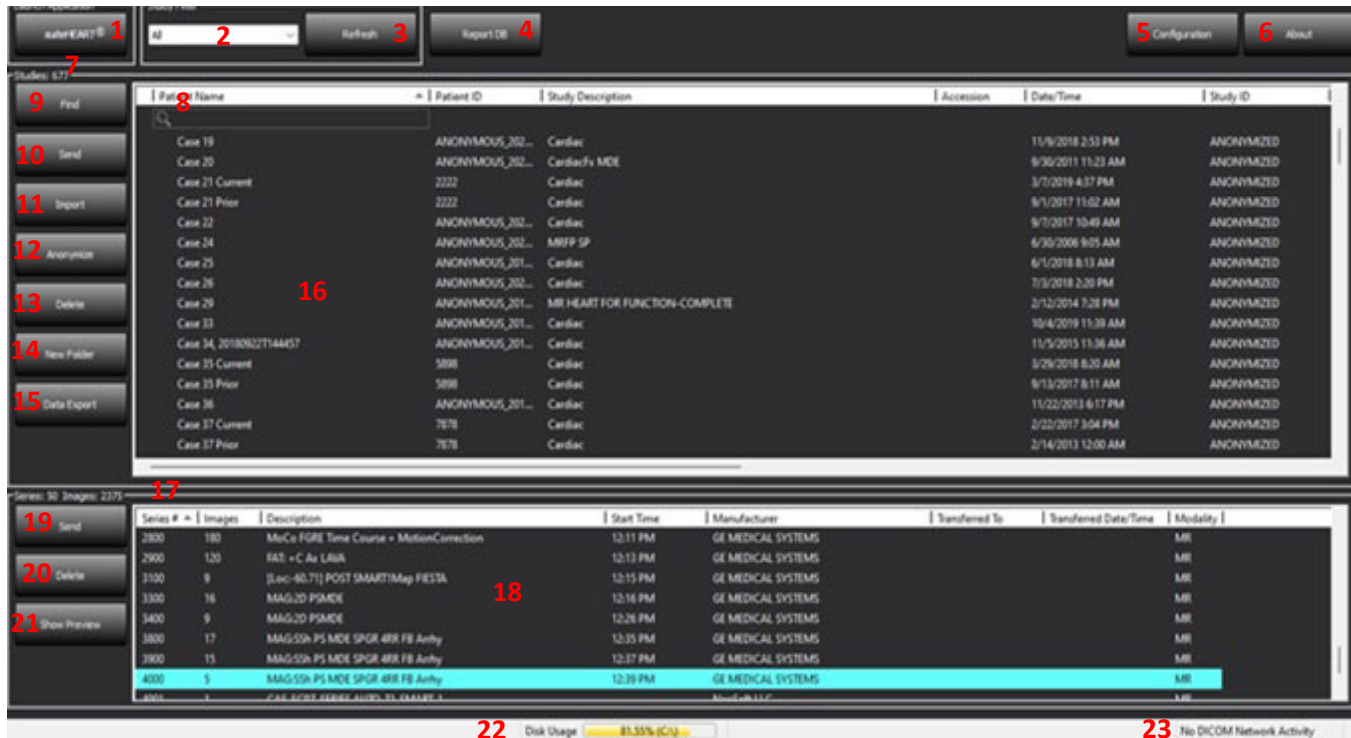 Launch Application Study Filter
suiteHEART® 1 All 2 Refresh 3 Report DB 4 5 Configuration 6 About
7
Studies: 677
9 Find
10 Send
11 Import
12 Anonymize
13 Delete
14 New Folder
15 Data Export
Patient Name 8 Patient ID Study Description Accession Date/Time Study ID
Case 19 ANONYMOUS_202... Cardiac 11/9/2018 2:53 PM ANONYMIZED
Case 20 ANONYMOUS_202... CardiacFx MDE 9/30/2011 11:23 AM ANONYMIZED
Case 21 Current 2222 Cardiac 3/7/2019 4:37 PM ANONYMIZED
Case 21 Prior 2222 Cardiac 9/1/2017 11:02 AM ANONYMIZED
Case 22 ANONYMOUS_202... Cardiac 9/7/2017 10:49 AM ANONYMIZED
Case 24 ANONYMOUS_202... MRFP SP 6/30/2006 9:05 AM ANONYMIZED
Case 25 ANONYMOUS_201... Cardiac 6/1/2018 8:13 AM ANONYMIZED
Case 26 ANONYMOUS_202... Cardiac 7/3/2018 2:20 PM ANONYMIZED
16
Case 29 ANONYMOUS_201... MR HEART FOR FUNCTION-COMPLETE 2/12/2014 7:28 PM ANONYMIZED
Case 33 ANONYMOUS_201... Cardiac 10/4/2019 11:39 AM ANONYMIZED
Case 34, 20180922T144457 ANONYMOUS_201... Cardiac 11/5/2015 11:36 AM ANONYMIZED
Case 35 Current 5898 Cardiac 3/29/2018 8:20 AM ANONYMIZED
Case 35 Prior 5898 Cardiac 9/13/2017 8:11 AM ANONYMIZED
Case 36 ANONYMOUS_201... Cardiac 11/22/2013 6:17 PM ANONYMIZED
Case 37 Current 7878 Cardiac 2/22/2017 3:04 PM ANONYMIZED
Case 37 Prior 7878 Cardiac 2/14/2013 12:00 AM ANONYMIZED
Series: 50 Images: 2375 17
19 Send
20 Delete
21 Show Preview
Series # Images Description Start Time Manufacturer Transferred To Transferred Date/Time Modality
2800 180 MoCo FGRE Time Course + MotionCorrection 12:11 PM GE MEDICAL SYSTEMS MR
2900 120 FAT: +C Ax LAVA 12:13 PM GE MEDICAL SYSTEMS MR
3100 9 [Loc:-60.71] POST SMART1Map FIESTA 12:15 PM GE MEDICAL SYSTEMS MR
18
3300 16 MAG:2D PSMDE 12:16 PM GE MEDICAL SYSTEMS MR
3400 9 MAG:2D PSMDE 12:26 PM GE MEDICAL SYSTEMS MR
3800 17 MAG:SSh PS MDE SPGR 4RR FB Arrhy 12:35 PM GE MEDICAL SYSTEMS MR
3900 15 MAG:SSh PS MDE SPGR 4RR FB Arrhy 12:37 PM GE MEDICAL SYSTEMS MR
4000 5 MAG:SSh PS MDE SPGR 4RR FB Arrhy 12:39 PM GE MEDICAL SYSTEMS MR
4001 1 NeoSoft LLC MR
22 Disk Usage 81.55% (C:\) 23 No DICOM Network Activity